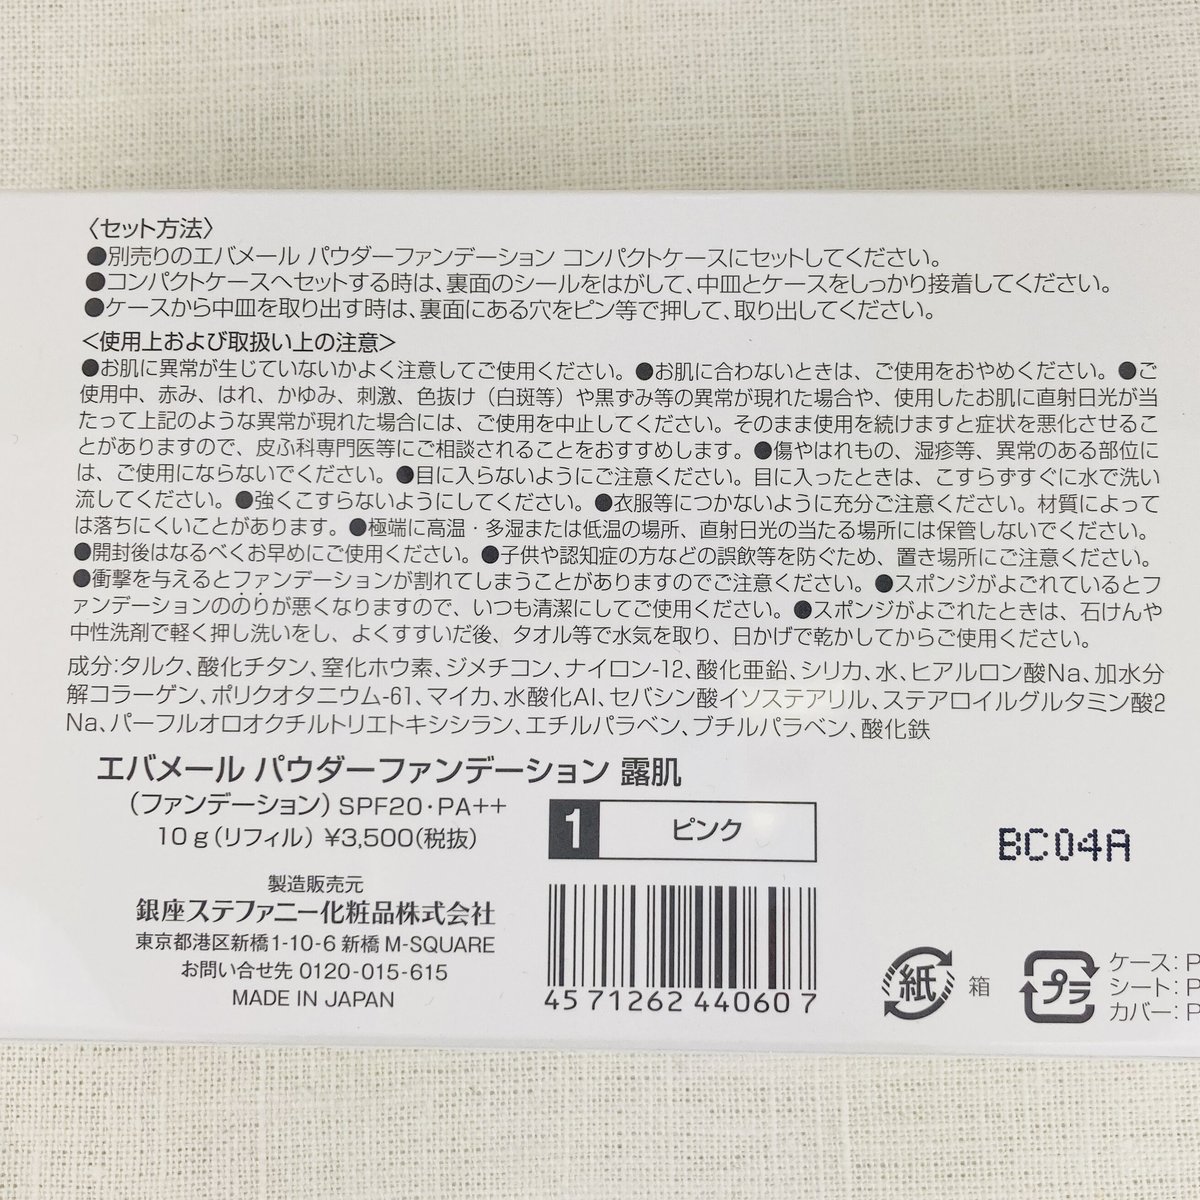 〈セット方法〉
●別売りのエバメール パウダーファンデーション コンパクトケースにセットしてください。
●コンパクトケースへセットする時は、裏面のシールをはがして、中皿とケースをしっかり接着してください。
●ケースから中皿を取り出す時は、裏面にある穴をピン等で押して、取り出してください。
<使用上および取扱い上の注意>
●お肌に異常が生じていないかよく注意してご使用ください。●お肌に合わないときは、ご使用をおやめください。●ご
使用中、赤み、はれ、かゆみ、刺激、色抜け（白斑等）や黒ずみ等の異常が現れた場合や、使用したお肌に直射日光が当
たって上記のような異常が現れた場合には、ご使用を中止してください。そのまま使用を続けますと症状を悪化させるこ
とがありますので、皮ふ科専門医等にご相談されることをおすすめします。●傷やはれもの、湿疹等、異常のある部位に
は、ご使用にならないでください。●目に入らないようにご注意ください。目に入ったときは、こすらずすぐに水で洗い
流してください。●強くこすらないようにしてください。●衣服等につかないように充分ご注意ください。材質によって
は落ちにくいことがあります。●極端に高温・多湿または低温の場所、直射日光の当たる場所には保管しないでください。
●開封後はなるべくお早めにご使用ください。●子供や認知症の方などの誤飲等を防ぐため、置き場所にご注意ください。
●衝撃を与えるとファンデーションが割れてしまうことがありますのでご注意ください。●スポンジがよごれているとフ
ァンデーションののりが悪くなりますので、いつも清潔にしてご使用ください。●スポンジがよごれたときは、石けんや
中性洗剤で軽く押し洗いをし、よくすすいだ後、タオル等で水気を取り、日かげで乾かしてからご使用ください。
成分:タルク、酸化チタン、窒化ホウ素、ジメチコン、ナイロン-12、酸化亜鉛、シリカ、水、ヒアルロン酸Na、加水分
解コラーゲン、ポリクオタニウム-61、マイカ、水酸化Al、セバシン酸イソステアリル、ステアロイルグルタミン酸2
Na、パーフルオロオクチルトリエトキシシラン、エチルパラベン、ブチルパラベン、酸化鉄
エバメール パウダーファンデーション 露肌
（ファンデーション）SPF20・PA++
10g(リフィル) ¥3,500(税抜)
1 ピンク
BC04A
製造販売元
銀座ステファニー化粧品株式会社
東京都港区新橋1-10-6 新橋 M-SQUARE
お問い合せ先 0120-015-615
MADE IN JAPAN
4571262440607
紙 箱
プラ
ケース：P
シート：P
カバー：P